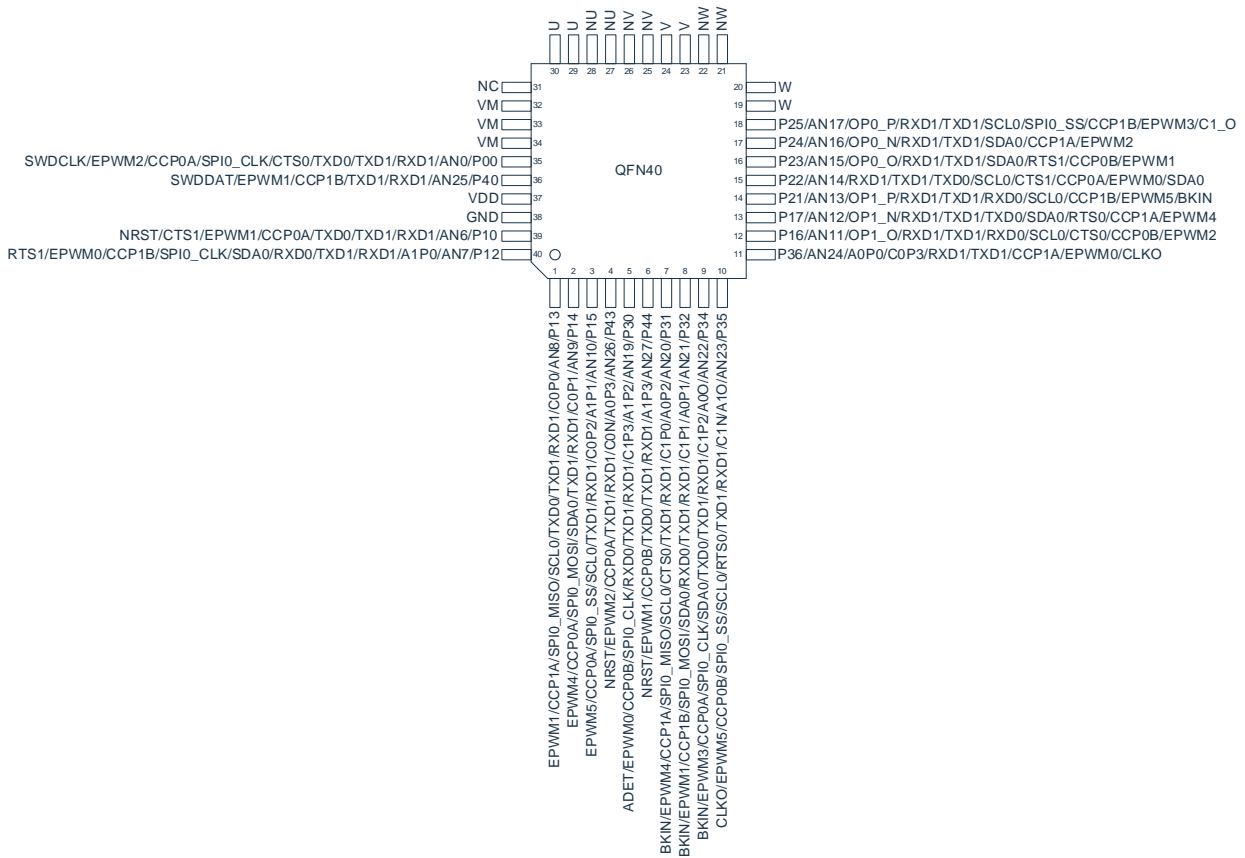 U
U
NU
NU
NV
NV
V
V
NW
NW
30
29
28
27
26
25
24
23
22
21
NC
31
VM
32
VM
33
VM
34
SWDCLK/EPWM2/CCP0A/SPI0_CLK/CTS0/TXD0/TXD1/RXD1/AN0/P00
35
SWDDAT/EPWM1/CCP1B/TXD1/RXD1/AN25/P40
36
VDD
37
GND
38
NRST/CTS1/EPWM1/CCP0A/TXD0/TXD1/RXD1/AN6/P10
39
RTS1/EPWM0/CCP1B/SPI0_CLK/SDA0/RXD0/TXD1/RXD1/A1P0/AN7/P12
40
QFN40
20
W
19
W
18
P25/AN17/OP0_P/RXD1/TXD1/SCL0/SPI0_SS/CCP1B/EPWM3/C1_O
17
P24/AN16/OP0_N/RXD1/TXD1/SDA0/CCP1A/EPWM2
16
P23/AN15/OP0_O/RXD1/TXD1/SDA0/RTS1/CCP0B/EPWM1
15
P22/AN14/RXD1/TXD1/TXD0/SCL0/CTS1/CCP0A/EPWM0/SDA0
14
P21/AN13/OP1_P/RXD1/TXD1/RXD0/SCL0/CCP1B/EPWM5/BKIN
13
P17/AN12/OP1_N/RXD1/TXD1/TXD0/SDA0/RTS0/CCP1A/EPWM4
12
P16/AN11/OP1_O/RXD1/TXD1/RXD0/SCL0/CTS0/CCP0B/EPWM2
11
P36/AN24/A0P0/C0P3/RXD1/TXD1/CCP1A/EPWM0/CLKO
1
2
3
4
5
6
7
8
9
10
EPWM1/CCP1A/SPI0_MISO/SCL0/TXD0/TXD1/RXD1/C0P0/AN8/P13
EPWM4/CCP0A/SPI0_MOSI/SDA0/TXD1/RXD1/C0P1/AN9/P14
EPWM5/CCP0A/SPI0_SS/SCL0/TXD1/RXD1/C0P2/A1P1/AN10/P15
NRST/EPWM2/CCP0A/TXD1/RXD1/C0N/A0P3/AN26/P43
ADET/EPWM0/CCP0B/SPI0_CLK/RXD0/TXD1/RXD1/C1P3/A1P2/AN19/P30
NRST/EPWM1/CCP0B/TXD0/TXD1/RXD1/A1P3/AN27/P44
BKIN/EPWM4/CCP1A/SPI0_MISO/SCL0/CTS0/TXD1/RXD1/C1P0/A0P2/AN20/P31
BKIN/EPWM1/CCP1B/SPI0_MOSI/SDA0/RXD0/TXD1/RXD1/C1P1/A0P1/AN21/P32
BKIN/EPWM3/CCP0A/SPI0_CLK/SDA0/TXD0/TXD1/RXD1/C1P2/A0O/AN22/P34
CLKO/EPWM5/CCP0B/SPI0_SS/SCL0/RTS0/TXD1/RXD1/C1N/A1O/AN23/P35